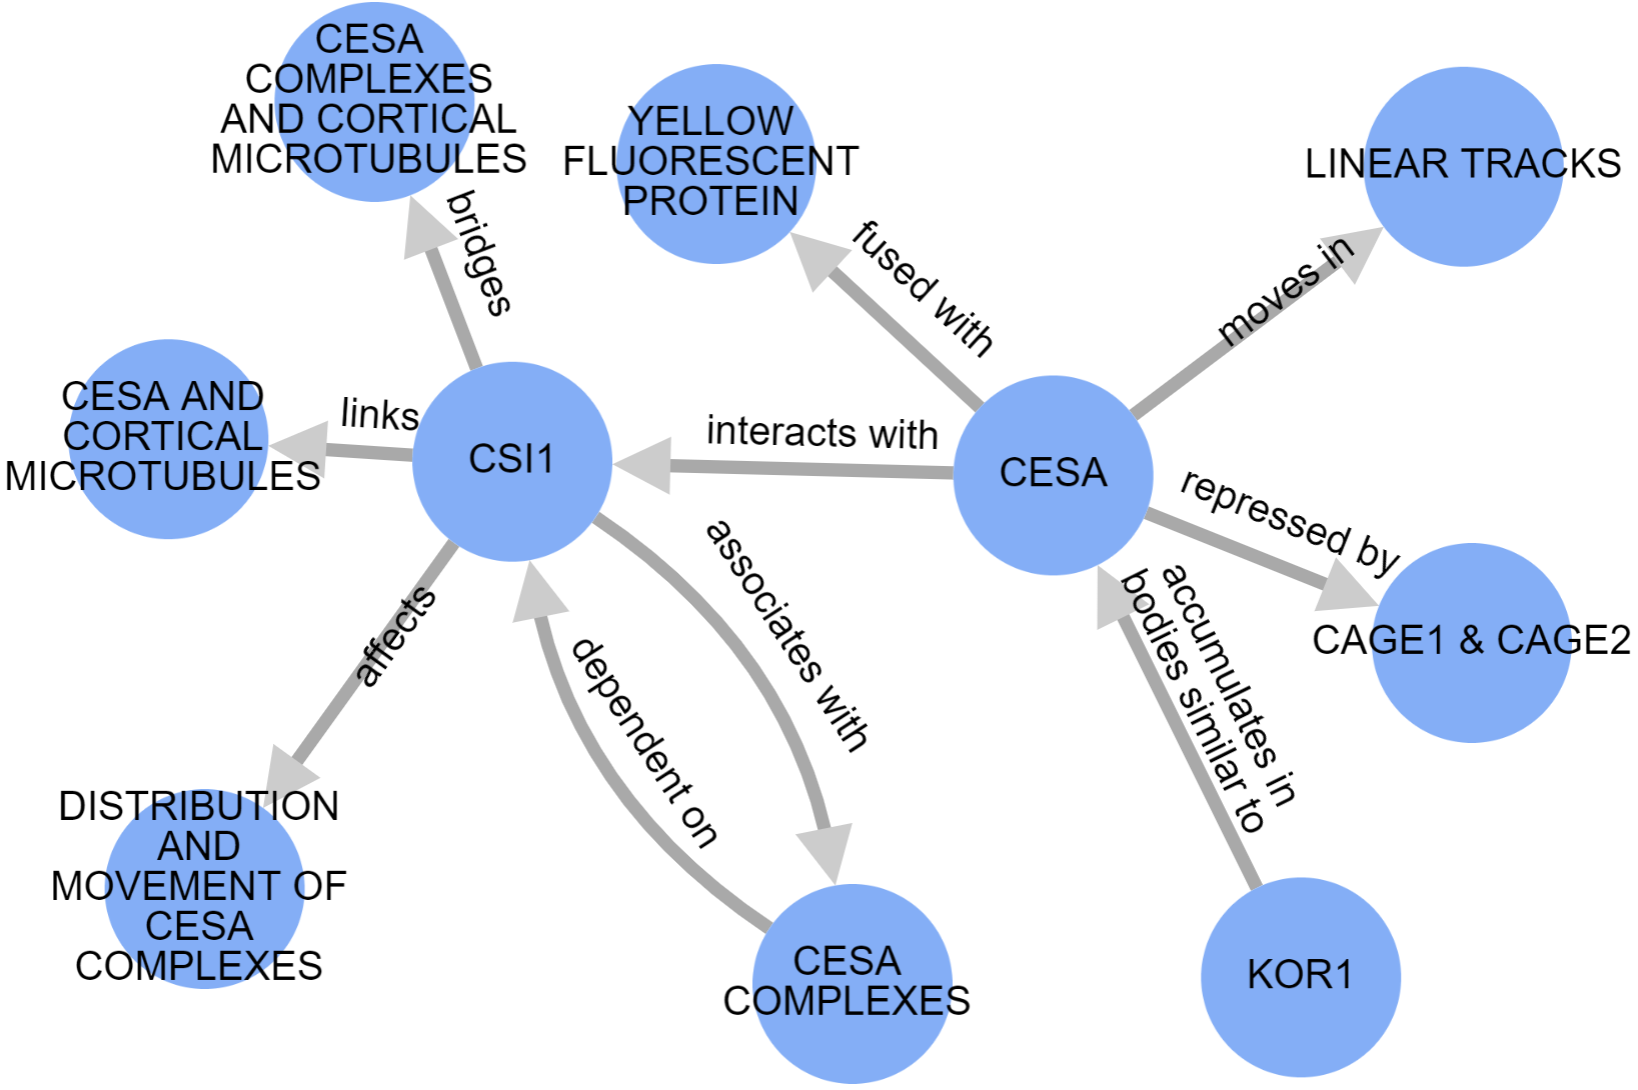 CESA
COMPLEXES
AND CORTICAL
MICROTUBULES
YELLOW
FLUORESCENT
PROTEIN
LINEAR TRACKS
bridges
fused with
moves in
CESA AND
CORTICAL
MICROTUBULES
links
CSI1
interacts with
CESA
repressed by
CAGE1 & CAGE2
associates with
accumulates in
bodies similar to
affects
dependent on
DISTRIBUTION
AND
MOVEMENT OF
CESA
COMPLEXES
CESA
COMPLEXES
KOR1